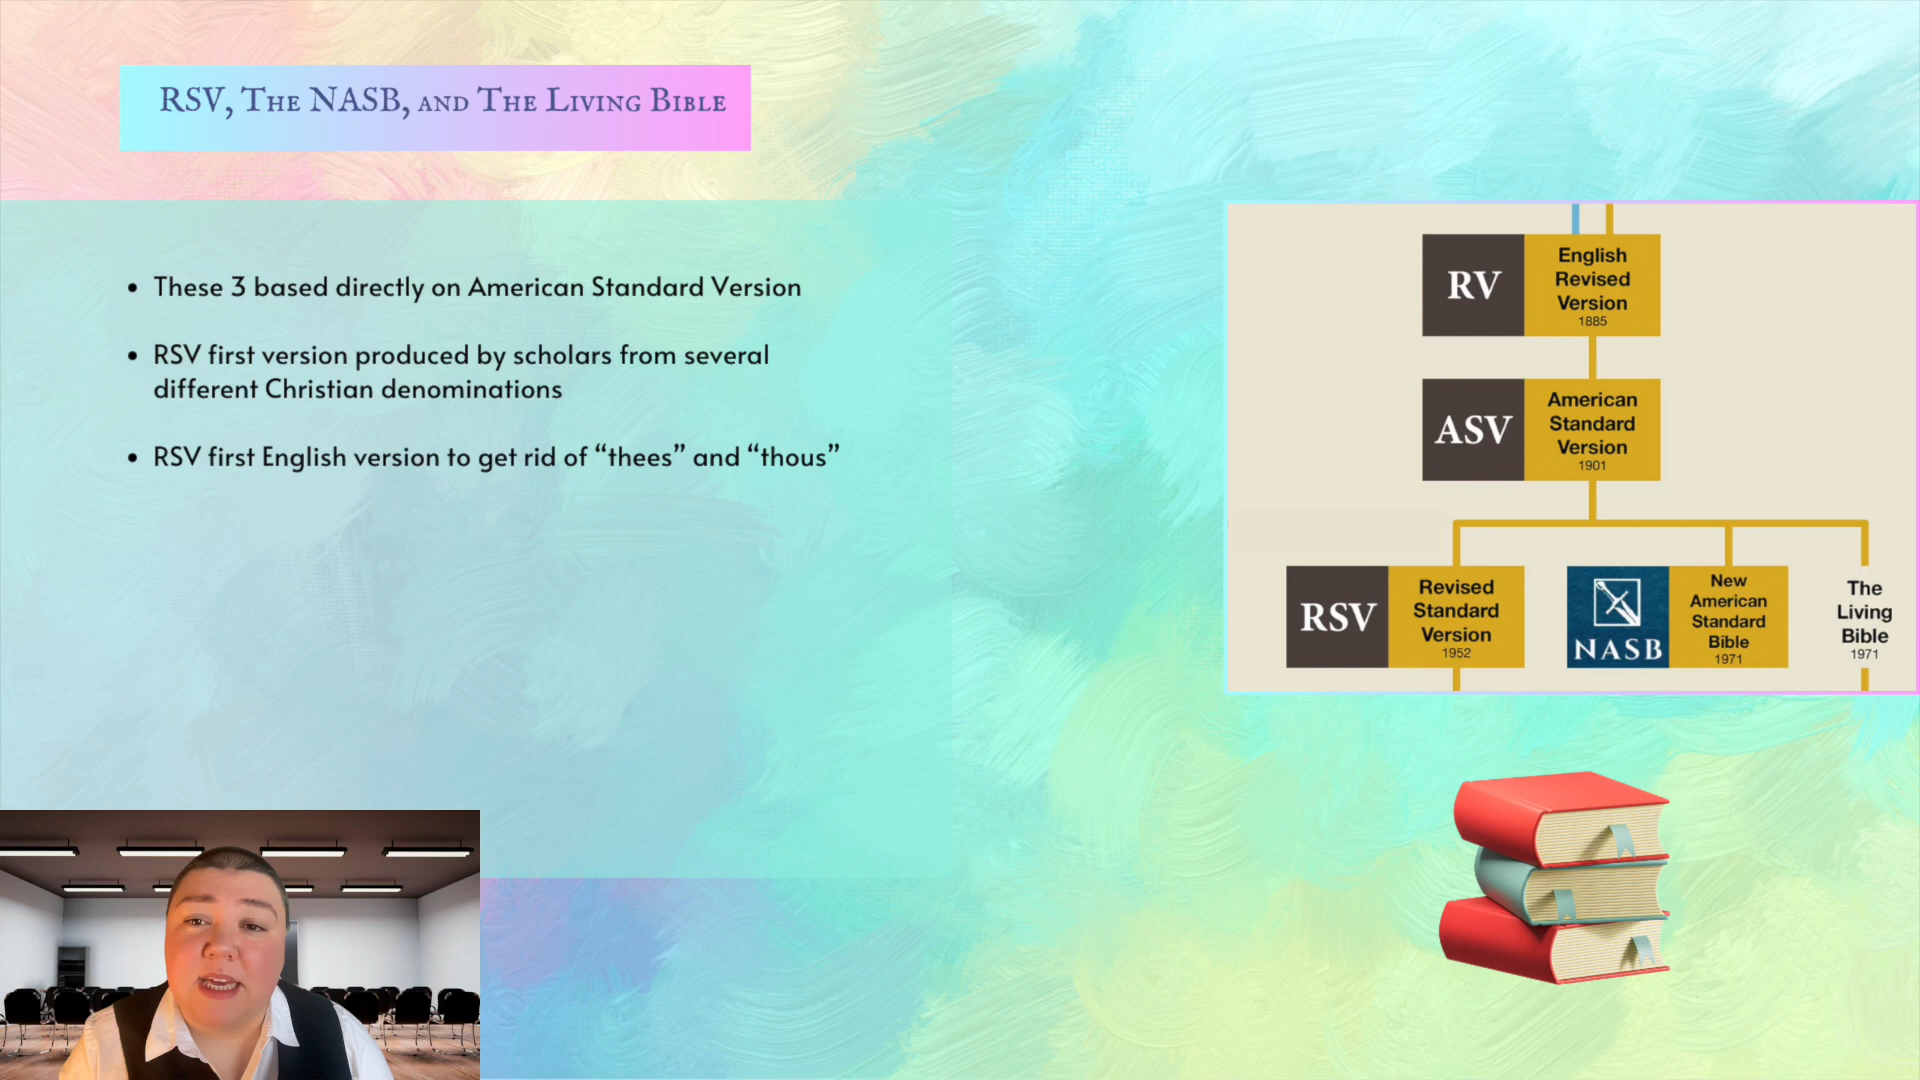 RSV, The NASB, and The Living Bible
• These 3 based directly on American Standard Version
• RSV first version produced by scholars from several
different Christian denominations
• RSV first English version to get rid of “thees” and “thous”
RV
English
Revised
Version
1885
ASV
American
Standard
Version
1901
RSV
Revised
Standard
Version
1952
NASB
New
American
Standard
Bible
1971
The
Living
Bible
1971